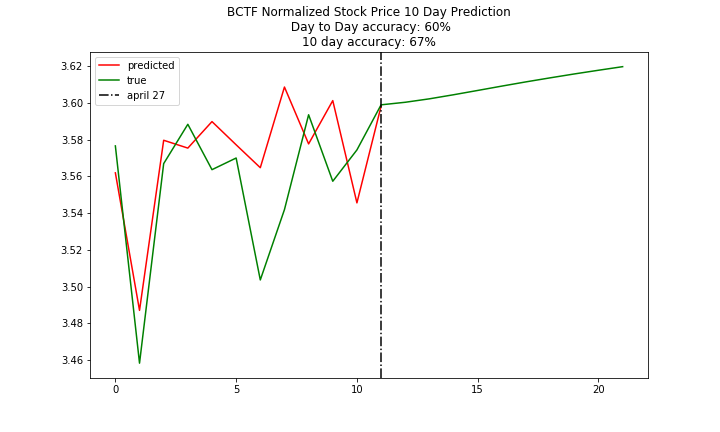 BCTF Normalized Stock Price 10 Day Prediction
Day to Day accuracy: 60%
10 day accuracy: 67%
predicted
true
april 27
3.62
3.60
3.58
3.56
3.54
3.52
3.50
3.48
3.46
0
5
10
15
20